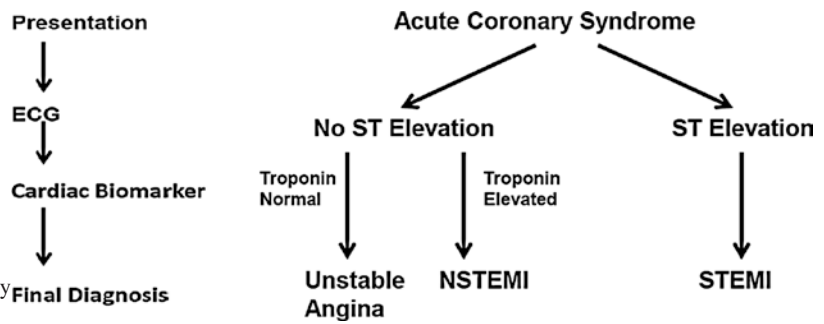 Presentation
ECG
Cardiac Biomarker
y Final Diagnosis
Acute Coronary Syndrome
No ST Elevation
ST Elevation
Troponin
Normal
Troponin
Elevated
Unstable
Angina
NSTEMI
STEMI